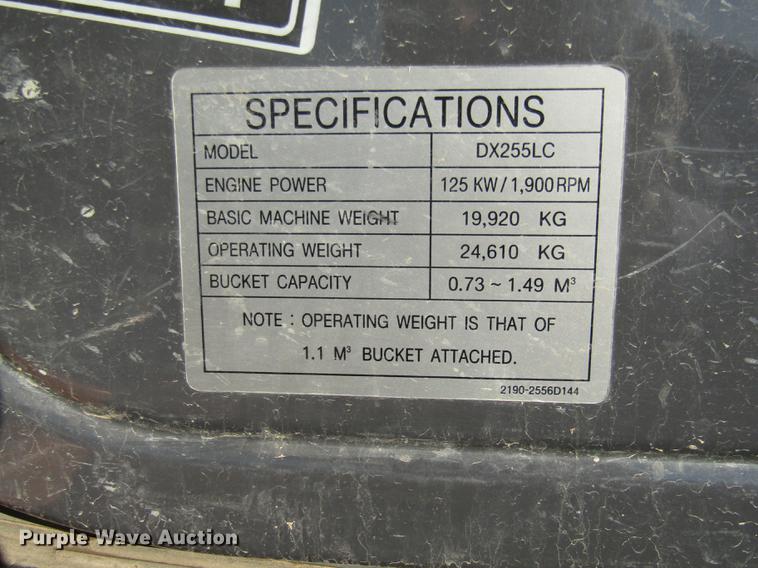 SPECIFICATIONS
MODEL DX255LC
ENGINE POWER 125 KW / 1,900 RPM
BASIC MACHINE WEIGHT 19,920 KG
OPERATING WEIGHT 24,610 KG
BUCKET CAPACITY 0.73 ~ 1.49 M³
NOTE : OPERATING WEIGHT IS THAT OF
1.1 M³ BUCKET ATTACHED.
2190-2556D144
Purple Wave Auction